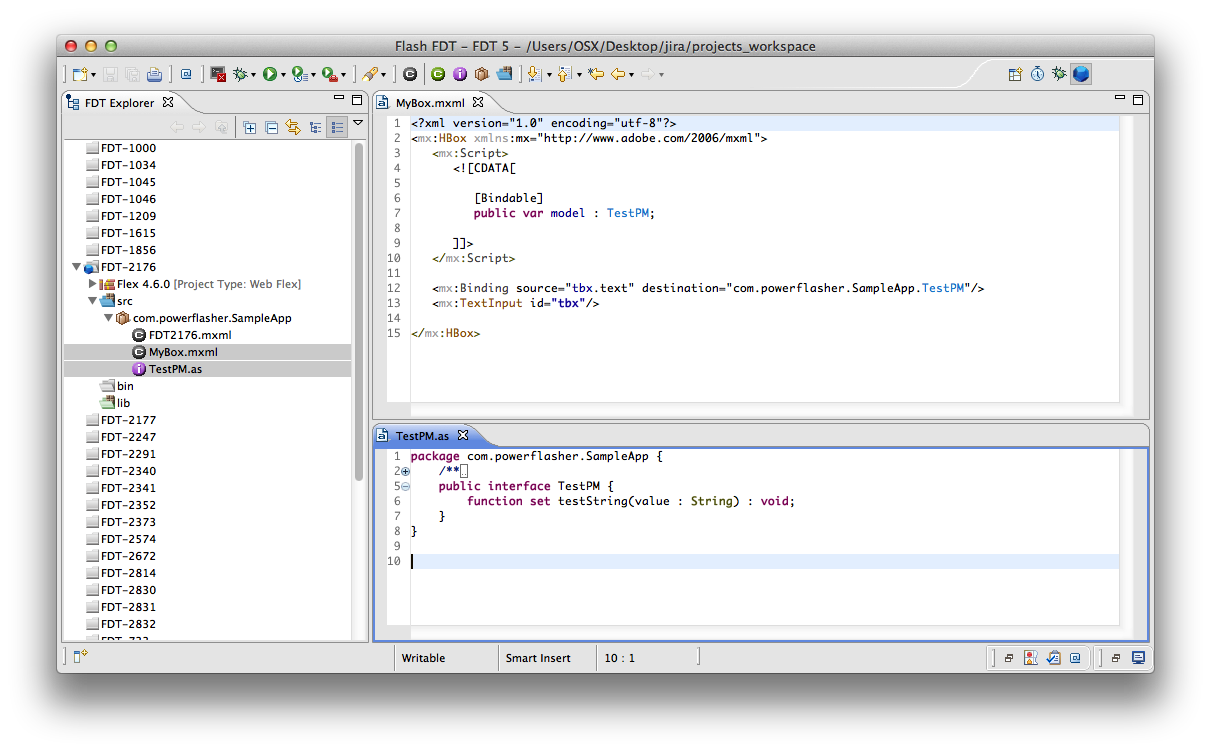 Flash FDT – FDT 5 – /Users/OSX/Desktop/jira/projects_workspace
FDT Explorer
FDT-1000
FDT-1034
FDT-1045
FDT-1046
FDT-1209
FDT-1615
FDT-1856
FDT-2176
Flex 4.6.0 [Project Type: Web Flex]
src
com.powerflasher.SampleApp
FDT2176.mxml
MyBox.mxml
TestPM.as
bin
lib
FDT-2177
FDT-2247
FDT-2291
FDT-2340
FDT-2341
FDT-2352
FDT-2373
FDT-2574
FDT-2672
FDT-2814
FDT-2830
FDT-2831
FDT-2832
MyBox.mxml
1 <?xml version="1.0" encoding="utf-8"?>
2 <mx:HBox xmlns:mx="http://www.adobe.com/2006/mxml">
3 <mx:Script>
4 <![CDATA[
5
6 [Bindable]
7 public var model : TestPM;
8
9 ]]>
10 </mx:Script>
11
12 <mx:Binding source="tbx.text" destination="com.powerflasher.SampleApp.TestPM"/>
13 <mx:TextInput id="tbx"/>
14
15 </mx:HBox>
TestPM.as
1 package com.powerflasher.SampleApp {
2 /**
5 public interface TestPM {
6 function set testString(value : String) : void;
7 }
8 }
9
10
Writable
Smart Insert
10 : 1